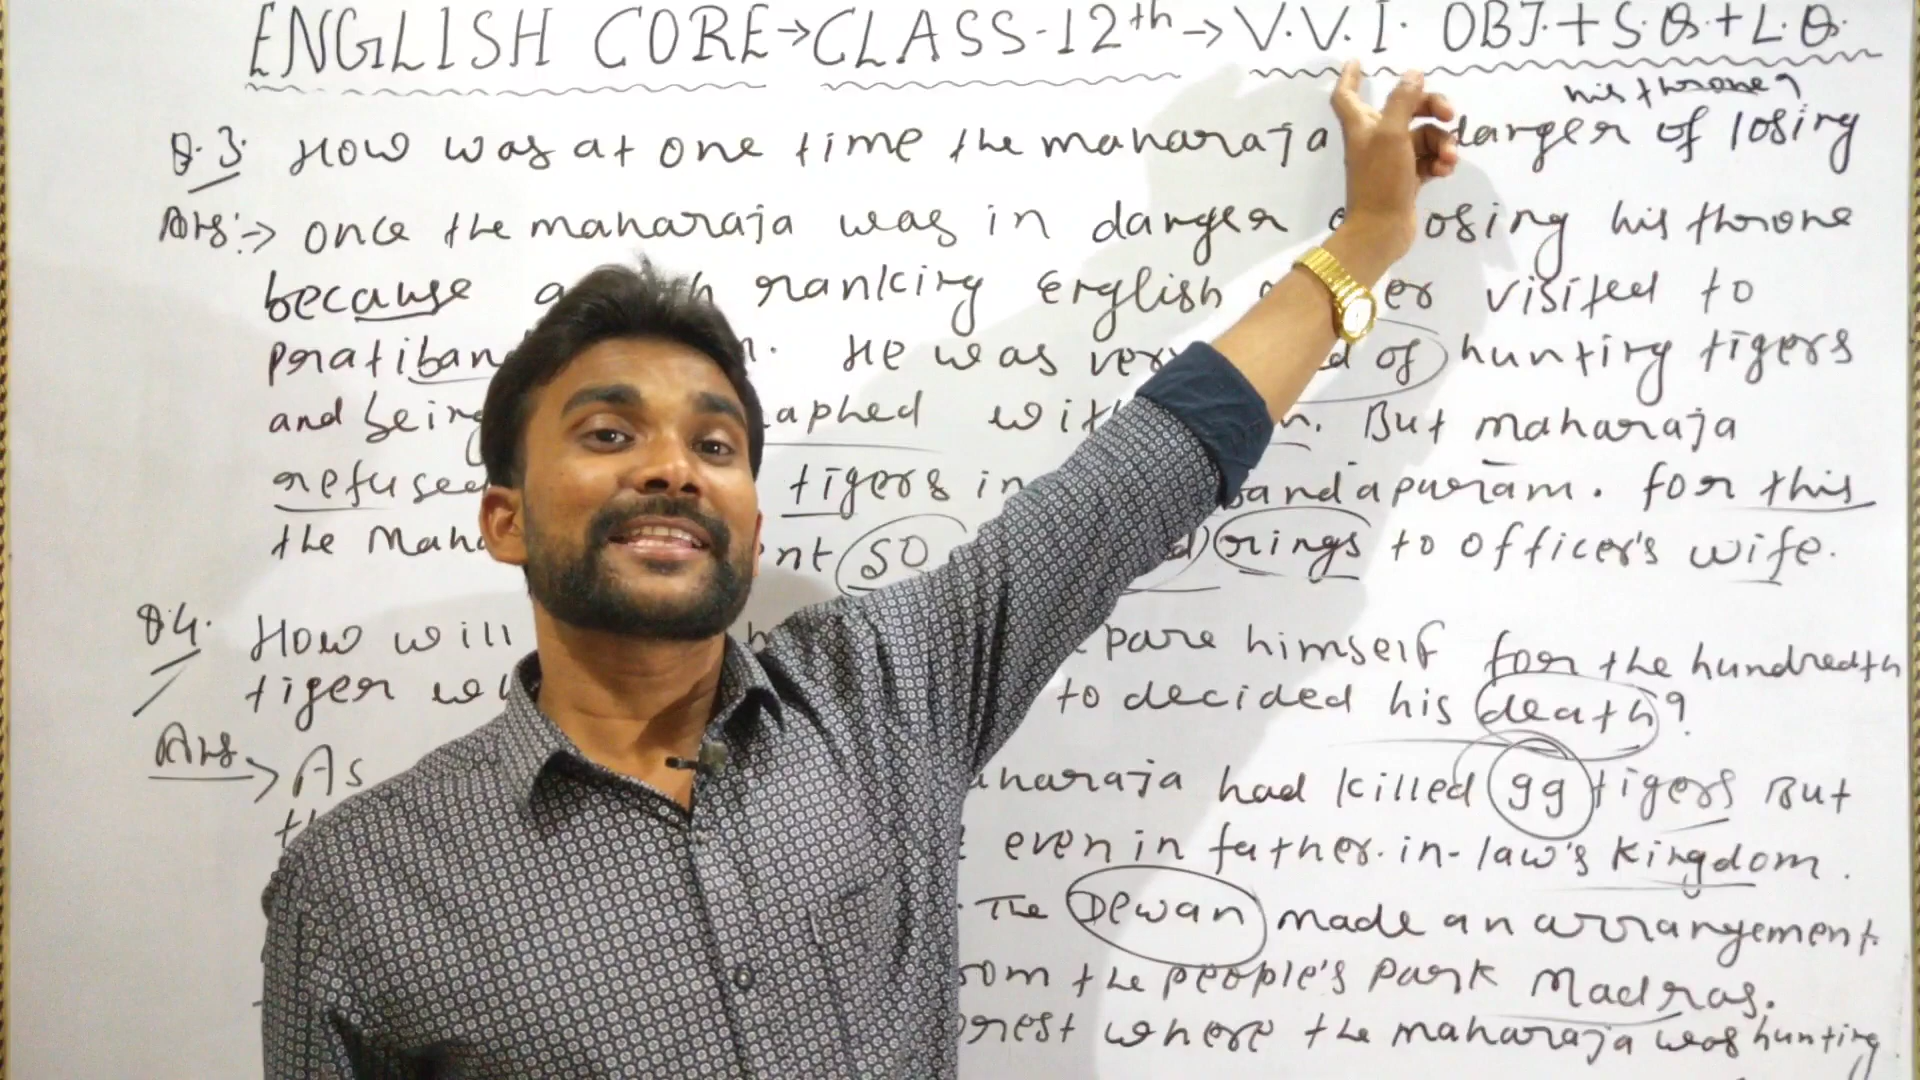 ENGLISH CORE→CLASS-12th→V.V.I. OBJ.+S.Q.+L.Q.
his throne?
Q.3. How was at one time the maharaja danger of losing
Ans:→ once the maharaja was in danger osing his throne
because ranking English er visited to
pratiban n. He was very of hunting tigers
and being aphed with n. But maharaja
refused tigers in bandapuram. for this
the Maha nt 50 rings to officer's wife.
Q4. How will pare himself for the hundredth
tiger to decided his death?
Ans→ As aharaja had killed 99 tigers But
even in father-in-law's kingdom.
The Dewan made an arrangement
om the people's park Madras.
orest where the maharaja was hunting